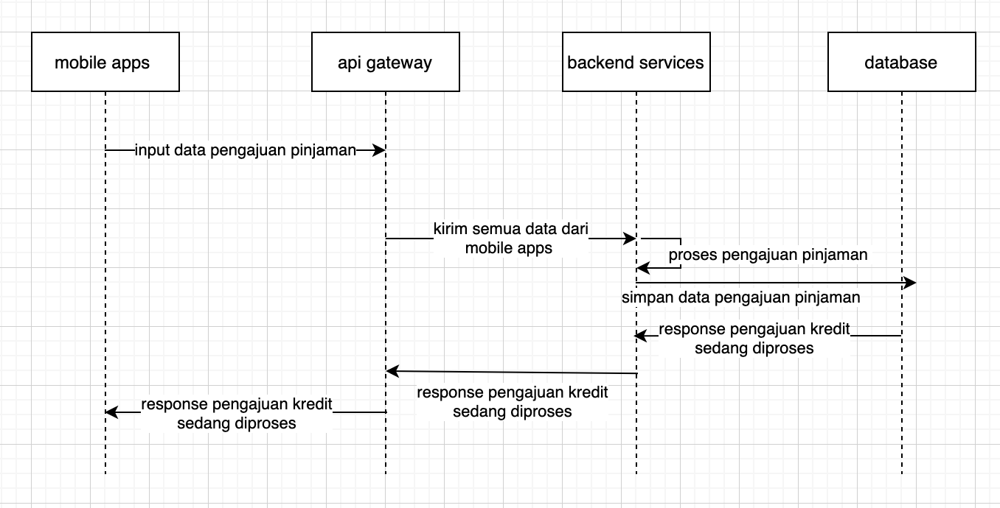 mobile apps
api gateway
backend services
database
input data pengajuan pinjaman
kirim semua data dari
mobile apps
proses pengajuan pinjaman
simpan data pengajuan pinjaman
response pengajuan kredit
sedang diproses
response pengajuan kredit
sedang diproses
response pengajuan kredit
sedang diproses